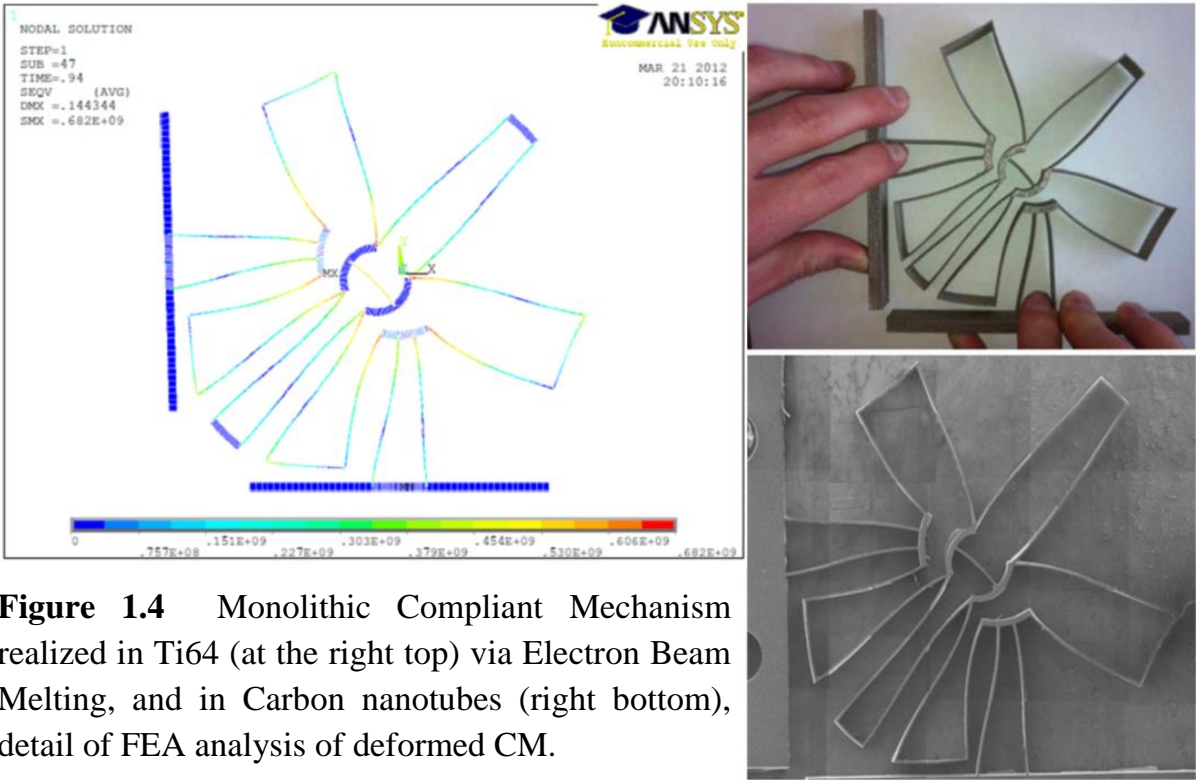 1
NODAL SOLUTION
STEP=1
SUB =47
TIME=.94
SEQV (AVG)
DMX =.144344
SMX =.682E+09
ANSYS
Noncommercial Use Only
MAR 21 2012
20:10:16
Y
X
MX
MN
0 .757E+08 .151E+09 .227E+09 .303E+09 .379E+09 .454E+09 .530E+09 .606E+09 .682E+09
Figure 1.4 Monolithic Compliant Mechanism
realized in Ti64 (at the right top) via Electron Beam
Melting, and in Carbon nanotubes (right bottom),
detail of FEA analysis of deformed CM.